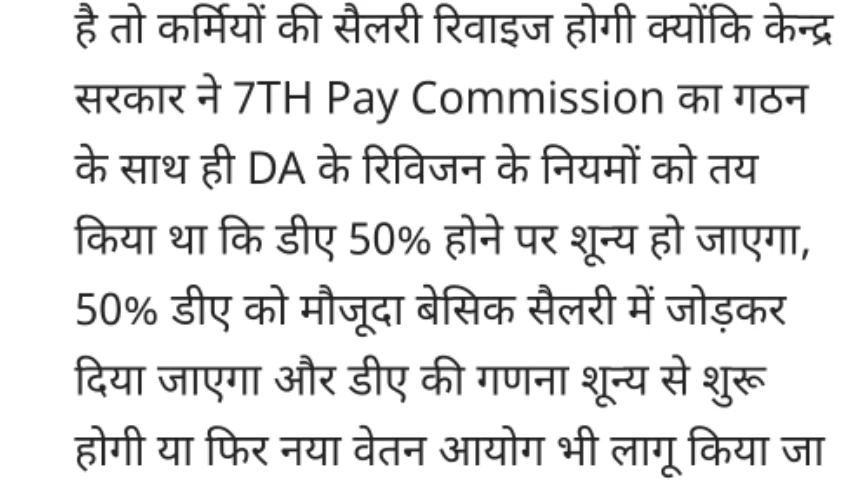 है तो कर्मियों की सैलरी रिवाइज होगी क्योंकि केन्द्र
सरकार ने 7TH Pay Commission का गठन
के साथ ही DA के रिविजन के नियमों को तय
किया था कि डीए 50% होने पर शून्य हो जाएगा,
50% डीए को मौजूदा बेसिक सैलरी में जोड़कर
दिया जाएगा और डीए की गणना शून्य से शुरू
होगी या फिर नया वेतन आयोग भी लागू किया जा